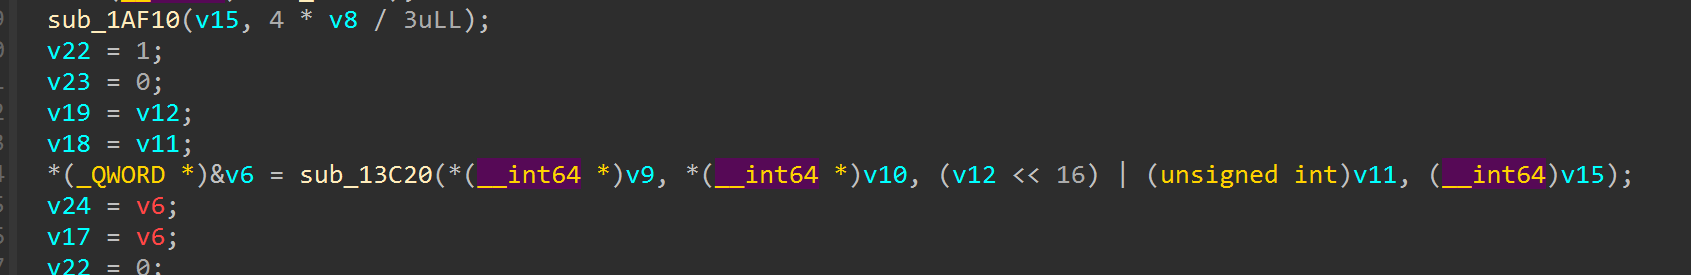 sub_1AF10(v15, 4 * v8 / 3uLL);
v22 = 1;
v23 = 0;
v19 = v12;
v18 = v11;
*(_QWORD *)&v6 = sub_13C20(*(__int64 *)v9, *(__int64 *)v10, (v12 << 16) | (unsigned int)v11, (__int64)v15);
v24 = v6;
v17 = v6;
v22 = 0;